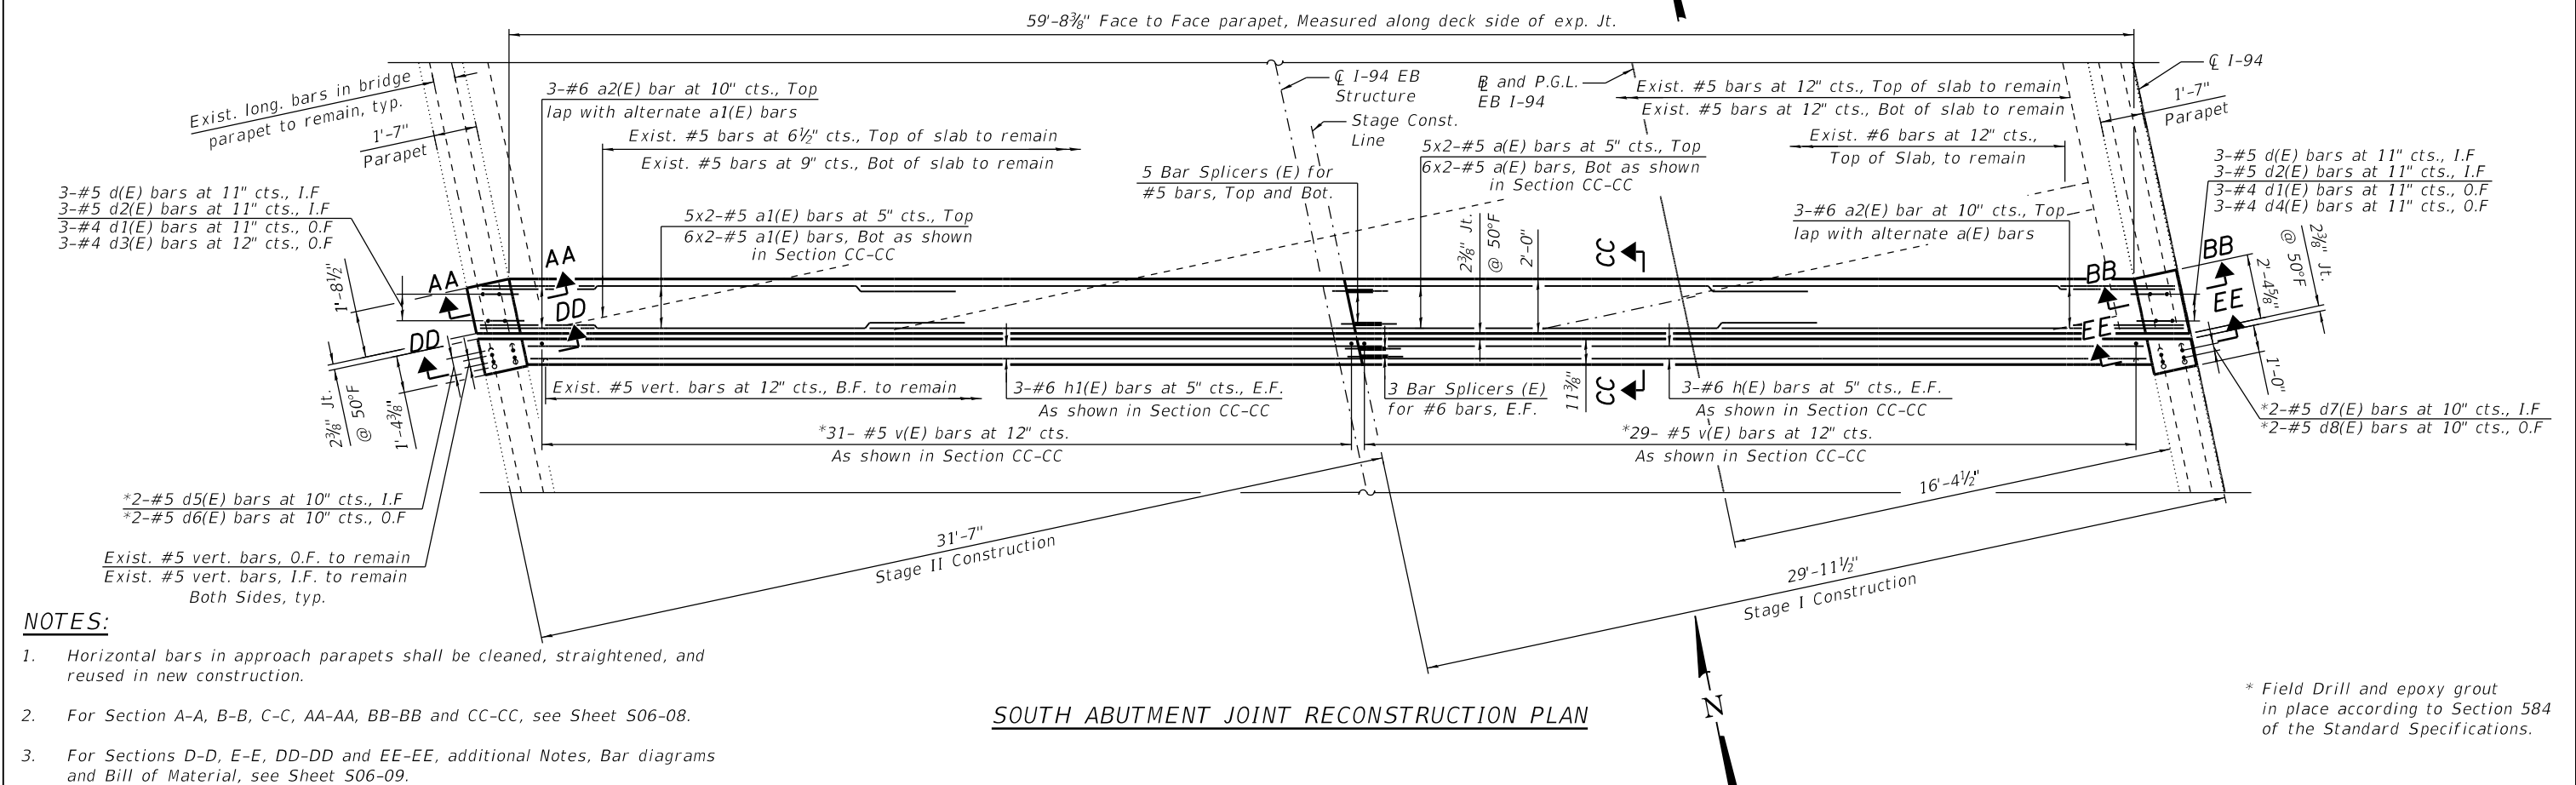 59'-8⅜" Face to Face parapet, Measured along deck side of exp. Jt.
Exist. long. bars in bridge
parapet to remain, typ.
1'-7"
Parapet
3-#6 a2(E) bar at 10" cts., Top
lap with alternate a1(E) bars
Exist. #5 bars at 6½" cts., Top of slab to remain
Exist. #5 bars at 9" cts., Bot of slab to remain
℄ I-94 EB
Structure
Stage Const.
Line
B̲ and P.G.L.
EB I-94
Exist. #5 bars at 12" cts., Top of slab to remain
Exist. #5 bars at 12" cts., Bot of slab to remain
℄ I-94
1'-7"
Parapet
Exist. #6 bars at 12" cts.,
Top of Slab, to remain
3-#5 d(E) bars at 11" cts., I.F
3-#5 d2(E) bars at 11" cts., I.F
3-#4 d1(E) bars at 11" cts., O.F
3-#4 d3(E) bars at 12" cts., O.F
5x2-#5 a1(E) bars at 5" cts., Top
6x2-#5 a1(E) bars, Bot as shown
in Section CC-CC
5 Bar Splicers (E) for
#5 bars, Top and Bot.
5x2-#5 a(E) bars at 5" cts., Top
6x2-#5 a(E) bars, Bot as shown
in Section CC-CC
3-#6 a2(E) bar at 10" cts., Top
lap with alternate a(E) bars
3-#5 d(E) bars at 11" cts., I.F
3-#5 d2(E) bars at 11" cts., I.F
3-#4 d1(E) bars at 11" cts., O.F
3-#4 d4(E) bars at 11" cts., O.F
2⅜" Jt.
@ 50°F
2'-0"
CC
AA
AA
DD
DD
BB
BB
EE
EE
2⅜" Jt.
@ 50°F
2'-4⅝"
1'-0"
1'-8½"
2⅜" Jt.
@ 50°F
1'-4⅜"
Exist. #5 vert. bars at 12" cts., B.F. to remain
3-#6 h1(E) bars at 5" cts., E.F.
As shown in Section CC-CC
3 Bar Splicers (E)
for #6 bars, E.F.
11⅜"
CC
3-#6 h(E) bars at 5" cts., E.F.
As shown in Section CC-CC
*31- #5 v(E) bars at 12" cts.
As shown in Section CC-CC
*29- #5 v(E) bars at 12" cts.
As shown in Section CC-CC
*2-#5 d7(E) bars at 10" cts., I.F
*2-#5 d8(E) bars at 10" cts., O.F
*2-#5 d5(E) bars at 10" cts., I.F
*2-#5 d6(E) bars at 10" cts., O.F
Exist. #5 vert. bars, O.F. to remain
Exist. #5 vert. bars, I.F. to remain
Both Sides, typ.
31'-7"
Stage II Construction
16'-4½"
29'-11½"
Stage I Construction
NOTES:
1. Horizontal bars in approach parapets shall be cleaned, straightened, and
reused in new construction.
2. For Section A-A, B-B, C-C, AA-AA, BB-BB and CC-CC, see Sheet S06-08.
3. For Sections D-D, E-E, DD-DD and EE-EE, additional Notes, Bar diagrams
and Bill of Material, see Sheet S06-09.
SOUTH ABUTMENT JOINT RECONSTRUCTION PLAN
N
* Field Drill and epoxy grout
in place according to Section 584
of the Standard Specifications.